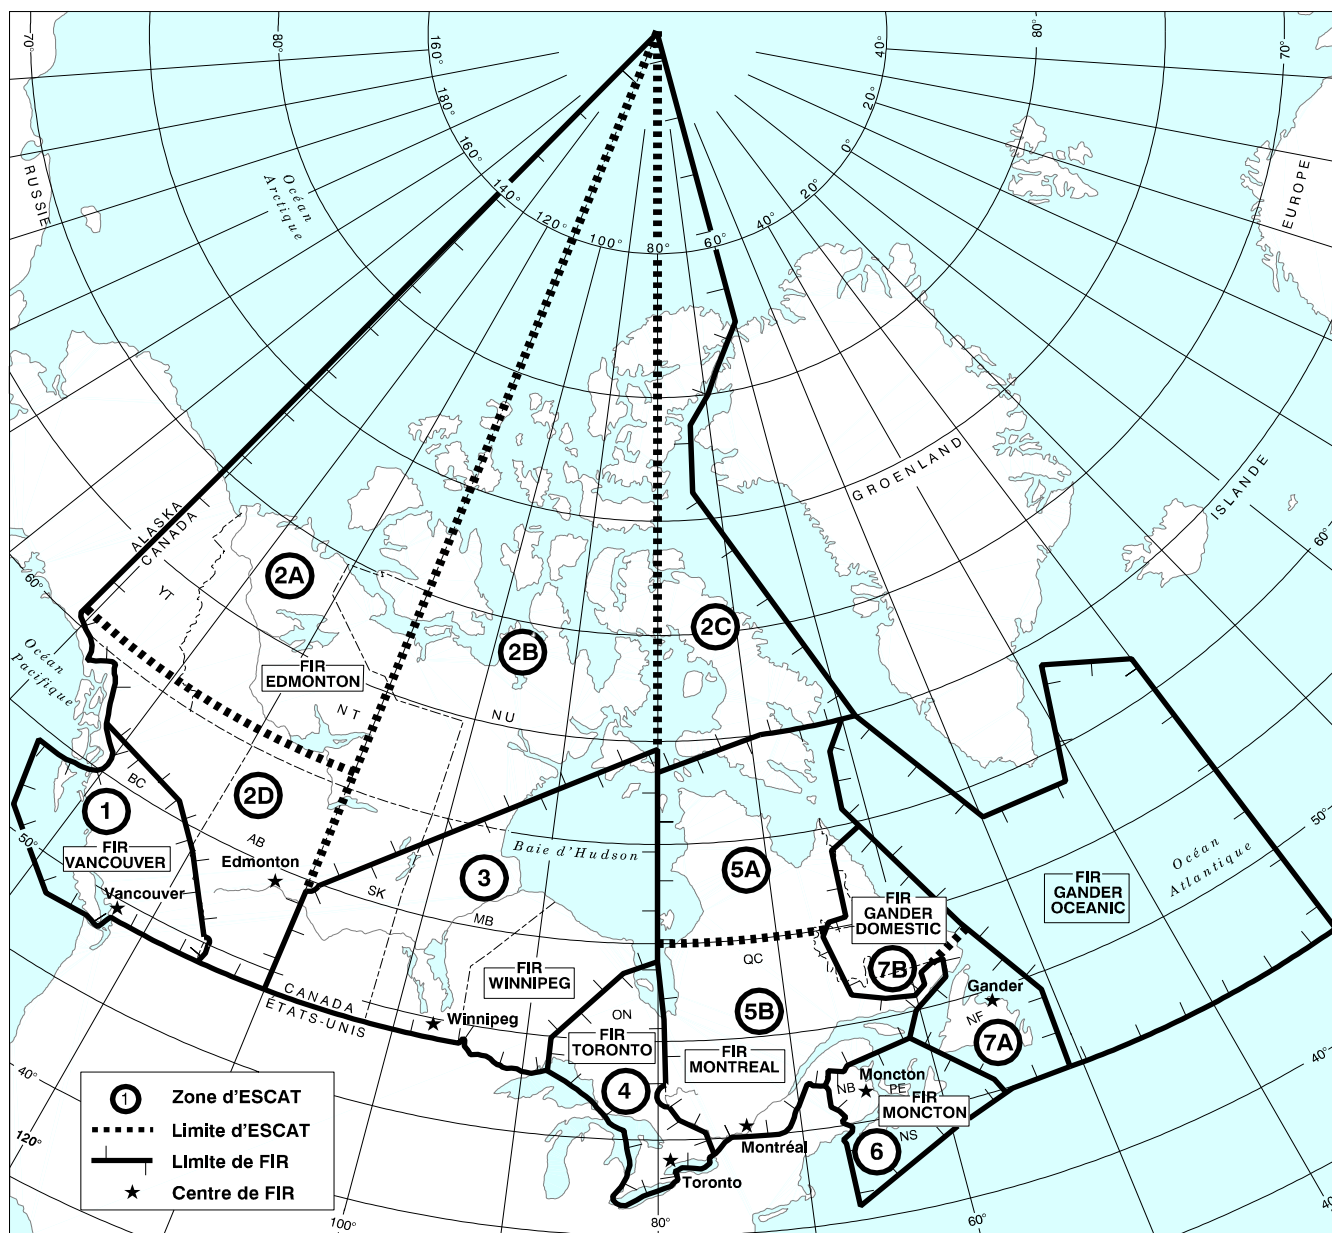 70°
80°
160°
180°
160°
140°
120°
100°
80°
60°
40°
20°
0°
20°
40°
80°
70°
RUSSIE
Océan
Arctique
EUROPE
GROENLAND
ISLANDE
60°
ALASKA
CANADA
60°
YT
2A
2B
2C
FIR
EDMONTON
NT
NU
Océan
Pacifique
BC
2D
AB
1
FIR
VANCOUVER
50°
Vancouver
Edmonton
SK
3
MB
Baie d'Hudson
5A
FIR
GANDER
DOMESTIC
FIR
GANDER
OCEANIC
Océan
Atlantique
50°
QC
7B
Gander
NF
7A
FIR
WINNIPEG
CANADA
ÉTATS-UNIS
Winnipeg
ON
FIR
TORONTO
4
5B
FIR
MONTREAL
Moncton
NB
PE
FIR
MONCTON
NS
6
Montréal
Toronto
40°
40°
40
120°
100°
80°
60°
1 Zone d'ESCAT
Limite d'ESCAT
LImite de FIR
Centre de FIR